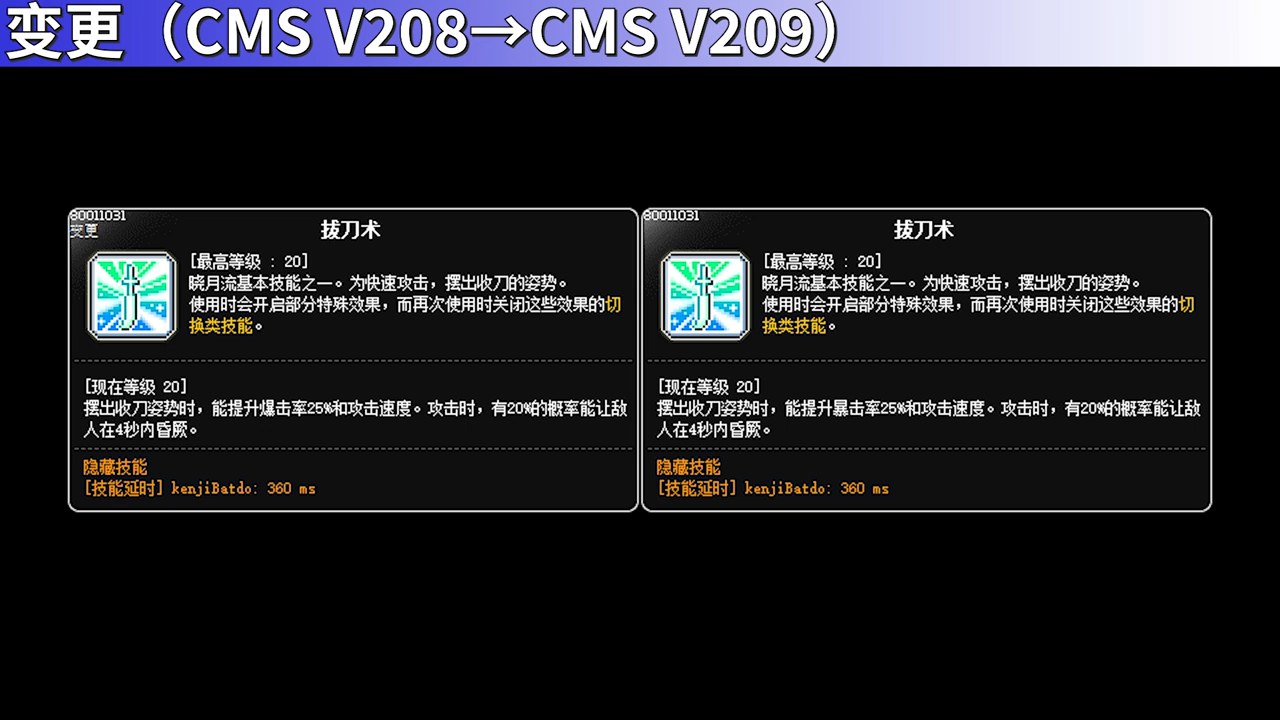 变更（CMS V208→CMS V209）
80011031
变更
拔刀术
[最高等级 : 20]
晓月流基本技能之一。为快速攻击，摆出收刀的姿势。
使用时会开启部分特殊效果，而再次使用时关闭这些效果的切
换类技能。
[现在等级 20]
摆出收刀姿势时，能提升爆击率25%和攻击速度。攻击时，有20%的概率能让敌
人在4秒内昏厥。
隐藏技能
[技能延时] kenjiBatdo: 360 ms
80011031
拔刀术
[最高等级 : 20]
晓月流基本技能之一。为快速攻击，摆出收刀的姿势。
使用时会开启部分特殊效果，而再次使用时关闭这些效果的切
换类技能。
[现在等级 20]
摆出收刀姿势时，能提升暴击率25%和攻击速度。攻击时，有20%的概率能让敌
人在4秒内昏厥。
隐藏技能
[技能延时] kenjiBatdo: 360 ms